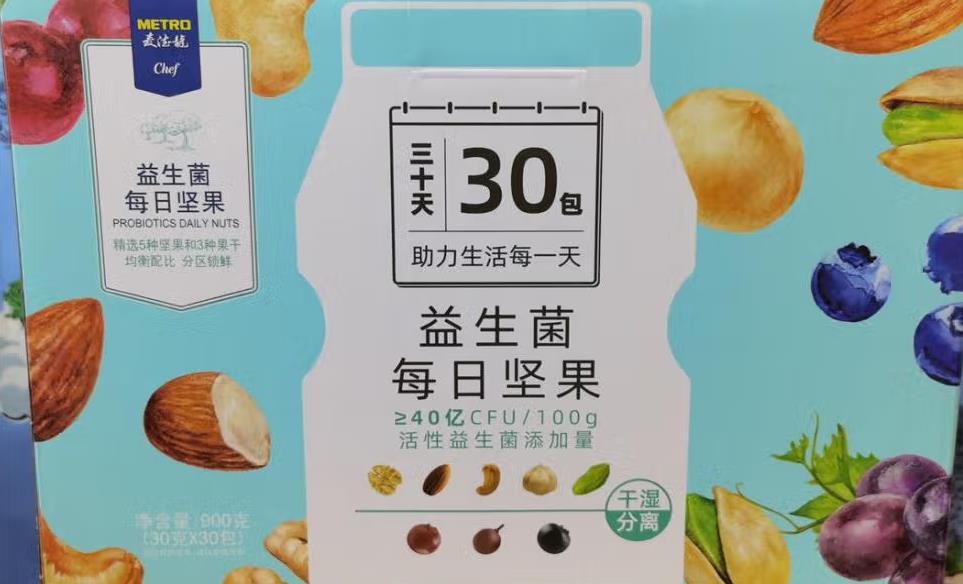 METRO
麦德龍
Chef
益生菌
每日坚果
PROBIOTICS DAILY NUTS
精选5种坚果和3种果干
均衡配比 分区锁鲜
三十天
30包
助力生活每一天
益生菌
每日坚果
≥40亿CFU/100g
活性益生菌添加量
干湿
分离
净含量 900克
(30克X30包)